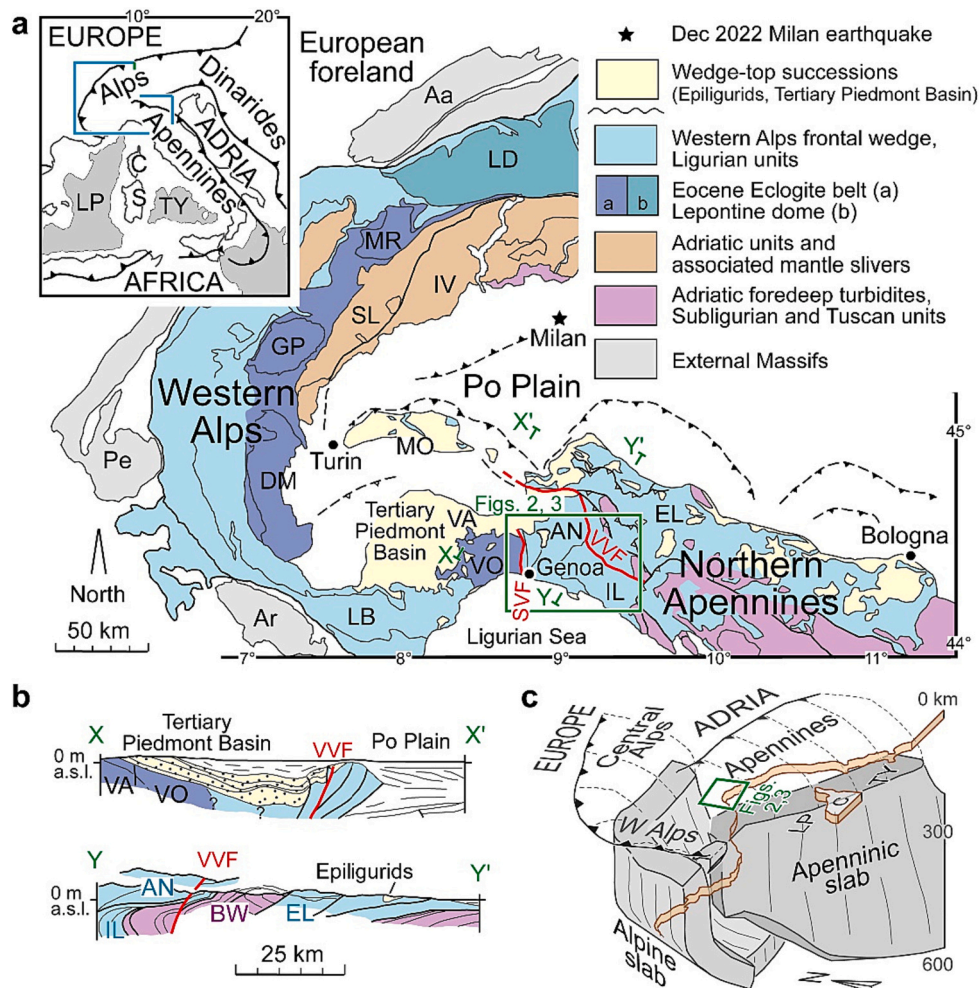 a
10°
20°
EUROPE
Alps
Dinarides
ADRIA
Apennines
C
S
LP
TY
AFRICA
European
foreland
Aa
LD
MR
IV
SL
GP
Western
Alps
DM
Pe
Turin
MO
Milan
Po Plain
X'
Y'
45°
Figs. 2, 3
Tertiary
Piedmont
Basin
VA
X
VO
AN
VVF
EL
Bologna
Genoa
SVF
Y
IL
Northern
Apennines
North
50 km
Ar
LB
Ligurian Sea
44°
7°
8°
9°
10°
11°
Dec 2022 Milan earthquake
Wedge-top successions
(Epiligurids, Tertiary Piedmont Basin)
Western Alps frontal wedge,
Ligurian units
a b
Eocene Eclogite belt (a)
Lepontine dome (b)
Adriatic units and
associated mantle slivers
Adriatic foredeep turbidites,
Subligurian and Tuscan units
External Massifs
b
X
Tertiary
Piedmont Basin
VVF
Po Plain
X'
0 m
a.s.l.
VA
VO
?
?
Y
VVF
Epiligurids
Y'
0 m
a.s.l.
AN
IL
BW
EL
25 km
c
EUROPE
Central
Alps
ADRIA
Apennines
0 km
Figs
2,3
W Alps
LP
C
TY
300
Apenninic
slab
Alpine
slab
600
N